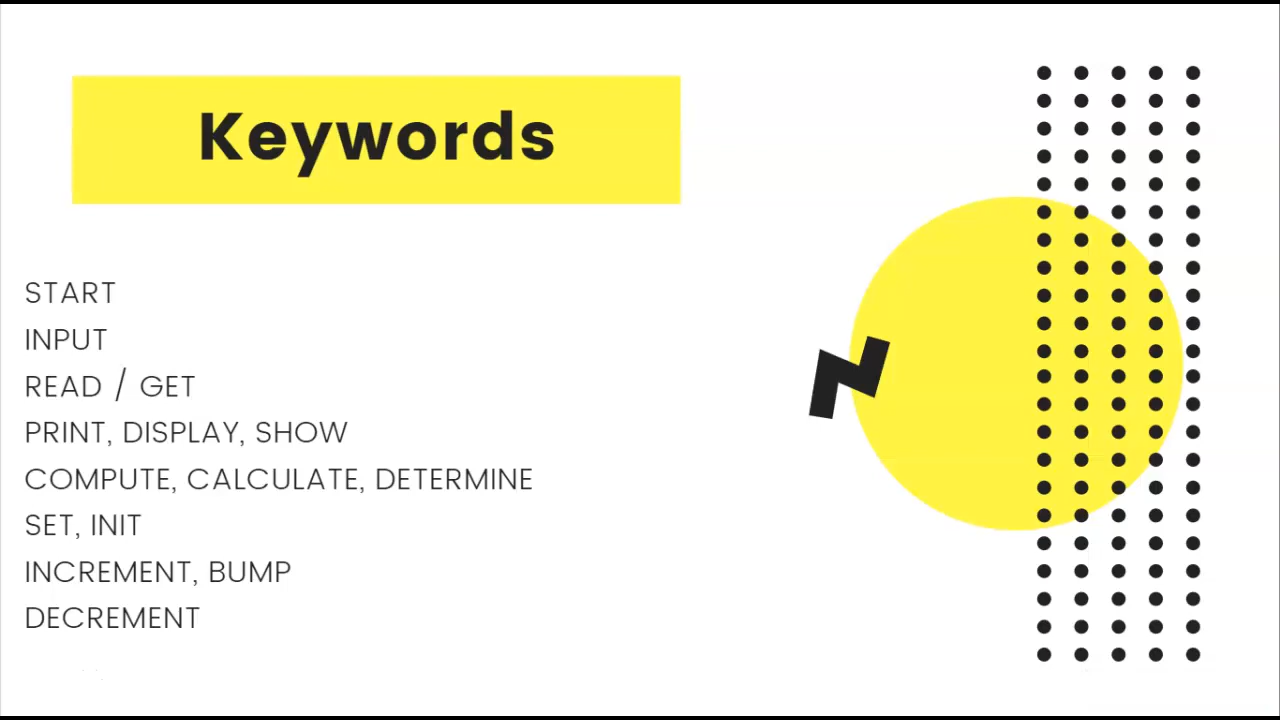 Keywords
START
INPUT
READ / GET
PRINT, DISPLAY, SHOW
COMPUTE, CALCULATE, DETERMINE
SET, INIT
INCREMENT, BUMP
DECREMENT